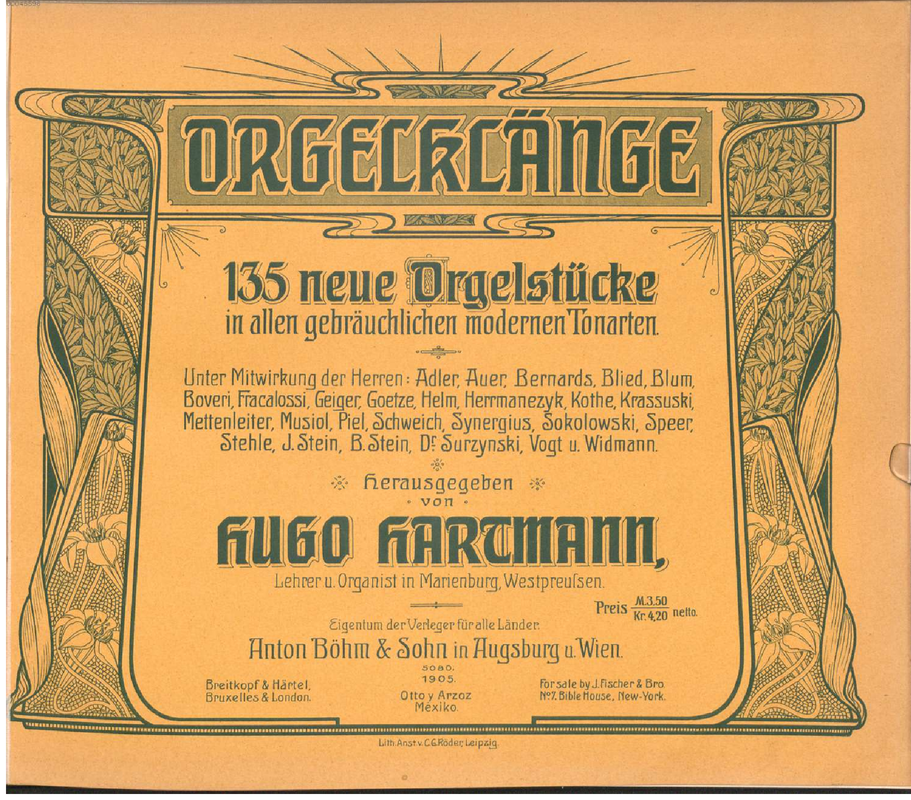 ORGELKLÄNGE
135 neue Orgelstücke
in allen gebräuchlichen modernen Tonarten.
Unter Mitwirkung der Herren: Adler, Auer, Bernards, Blied, Blum,
Boveri, Fracalossi, Geiger, Goetze, Helm, Herrmanezyk, Kothe, Krassuski,
Mettenleiter, Musiol, Piel, Schweich, Synergius, Sokolowski, Speer,
Stehle, J. Stein, B. Stein, Dr Surzynski, Vogt u. Widmann.
Herausgegeben
von
HUGO HARTMANN,
Lehrer u. Organist in Marienburg, Westpreuſsen.
Preis M. 3.50 Kr. 4,20 netto.
Eigentum der Verleger für alle Länder.
Anton Böhm & Sohn in Augsburg u. Wien.
5080.
1905.
Breitkopf & Härtel,
Bruxelles & London.
Otto y Arzoz
Méxiko.
For sale by J. Fischer & Bro.
No 7. Bible House, New-York.
Lith. Anst. v. C. G. Röder, Leipzig.